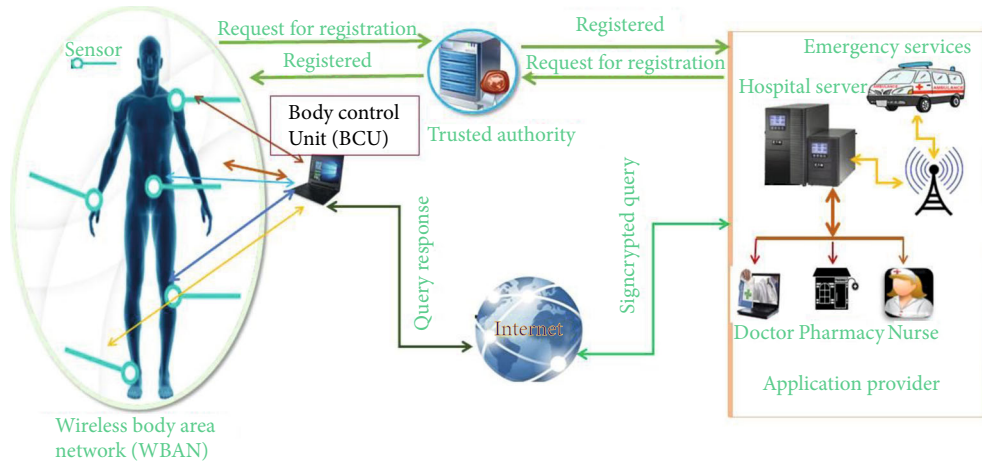 Sensor
Request for registration
Registered
Registered
Request for registration
Trusted authority
Body control
Unit (BCU)
Emergency services
Hospital server
Query response
Internet
Signcrypted query
Doctor Pharmacy Nurse
Application provider
Wireless body area
network (WBAN)